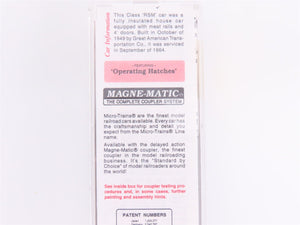 This Class 'RSM' car was a
fully insulated house car
equipped with meat rails and
4' doors. Built in October of
1949 by Great American Trans-
portation Co., it was serviced
in September of 1964.
Car Information
FEATURING
"Operating Hatches"
MAGNE-MATIC™
THE COMPLETE COUPLER SYSTEM
Micro-Trains® are the finest model
railroad cars available. Every car has
the craftsmanship and detail you
expect from the Micro-Trains® Line
name.
Available with the delayed action
Magne-Matic® coupler, the finest
coupler in the model railroading
business. It's the "Standard by
Choice" of model railroaders around
the world!
See inside box for coupler testing pro-
cedures and, in some cases, further
painting and assembly hints.
PATENT NUMBERS